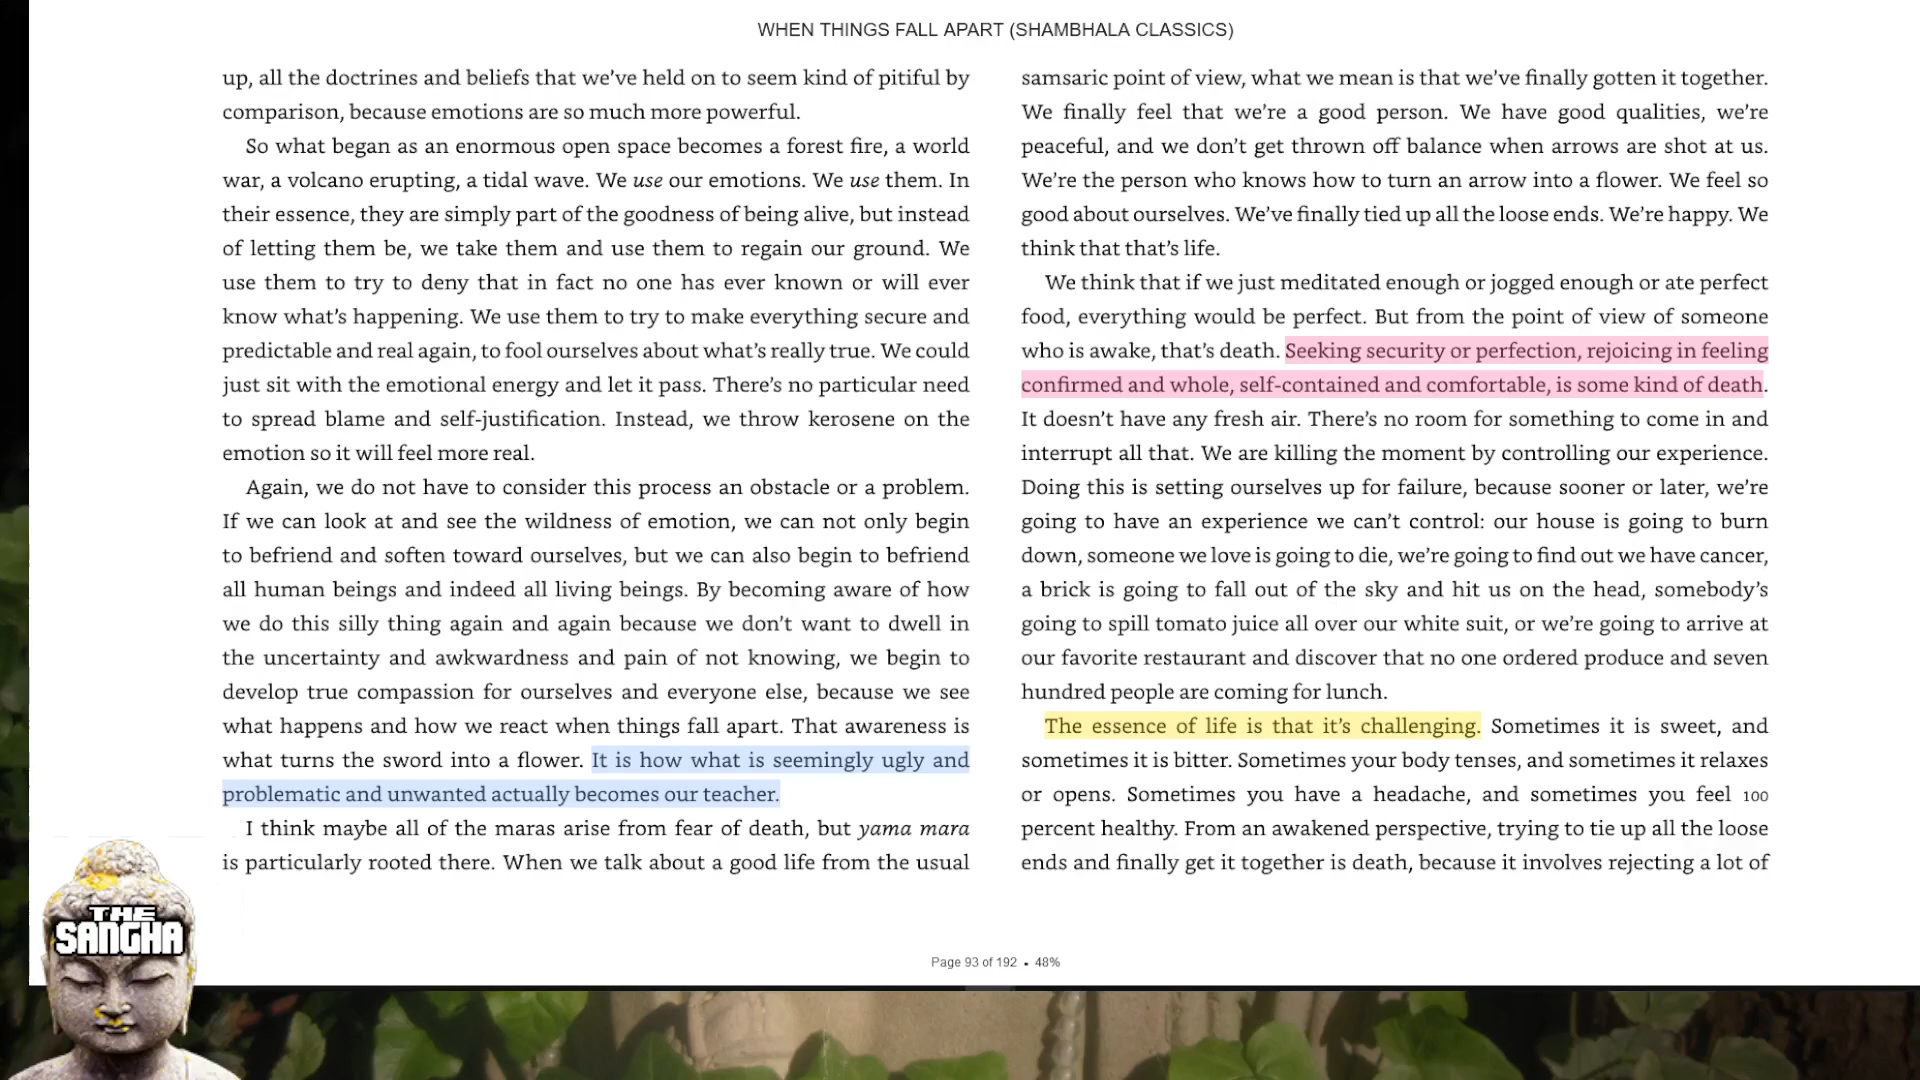 WHEN THINGS FALL APART (SHAMBHALA CLASSICS)
up, all the doctrines and beliefs that we’ve held on to seem kind of pitiful by
comparison, because emotions are so much more powerful.
So what began as an enormous open space becomes a forest fire, a world
war, a volcano erupting, a tidal wave. We use our emotions. We use them. In
their essence, they are simply part of the goodness of being alive, but instead
of letting them be, we take them and use them to regain our ground. We
use them to try to deny that in fact no one has ever known or will ever
know what’s happening. We use them to try to make everything secure and
predictable and real again, to fool ourselves about what’s really true. We could
just sit with the emotional energy and let it pass. There’s no particular need
to spread blame and self-justification. Instead, we throw kerosene on the
emotion so it will feel more real.
Again, we do not have to consider this process an obstacle or a problem.
If we can look at and see the wildness of emotion, we can not only begin
to befriend and soften toward ourselves, but we can also begin to befriend
all human beings and indeed all living beings. By becoming aware of how
we do this silly thing again and again because we don’t want to dwell in
the uncertainty and awkwardness and pain of not knowing, we begin to
develop true compassion for ourselves and everyone else, because we see
what happens and how we react when things fall apart. That awareness is
what turns the sword into a flower. It is how what is seemingly ugly and
problematic and unwanted actually becomes our teacher.
I think maybe all of the maras arise from fear of death, but yama mara
is particularly rooted there. When we talk about a good life from the usual
samsaric point of view, what we mean is that we’ve finally gotten it together.
We finally feel that we’re a good person. We have good qualities, we’re
peaceful, and we don’t get thrown off balance when arrows are shot at us.
We’re the person who knows how to turn an arrow into a flower. We feel so
good about ourselves. We’ve finally tied up all the loose ends. We’re happy. We
think that that’s life.
We think that if we just meditated enough or jogged enough or ate perfect
food, everything would be perfect. But from the point of view of someone
who is awake, that’s death. Seeking security or perfection, rejoicing in feeling
confirmed and whole, self-contained and comfortable, is some kind of death.
It doesn’t have any fresh air. There’s no room for something to come in and
interrupt all that. We are killing the moment by controlling our experience.
Doing this is setting ourselves up for failure, because sooner or later, we’re
going to have an experience we can’t control: our house is going to burn
down, someone we love is going to die, we’re going to find out we have cancer,
a brick is going to fall out of the sky and hit us on the head, somebody’s
going to spill tomato juice all over our white suit, or we’re going to arrive at
our favorite restaurant and discover that no one ordered produce and seven
hundred people are coming for lunch.
The essence of life is that it’s challenging. Sometimes it is sweet, and
sometimes it is bitter. Sometimes your body tenses, and sometimes it relaxes
or opens. Sometimes you have a headache, and sometimes you feel 100
percent healthy. From an awakened perspective, trying to tie up all the loose
ends and finally get it together is death, because it involves rejecting a lot of
Page 93 of 192 • 48%
THE
SANGHA